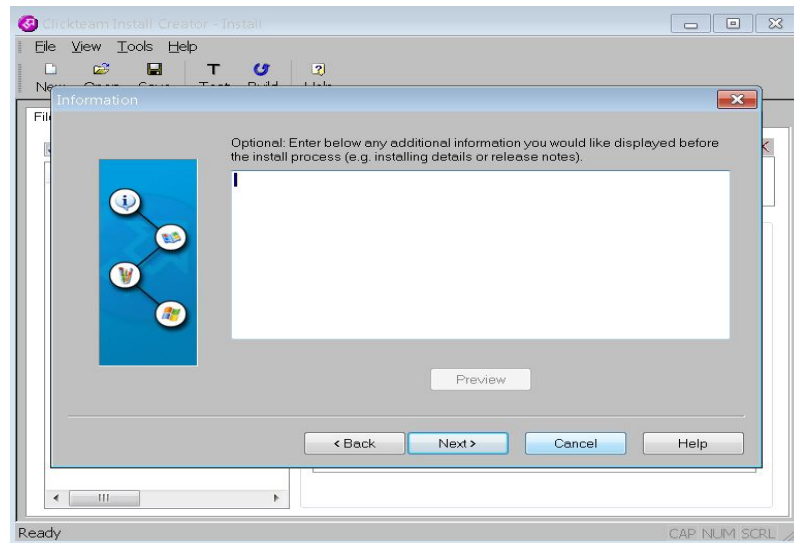 Clickteam Install Creator - Install
File View Tools Help
Information
Optional: Enter below any additional information you would like displayed before
the install process (e.g. installing details or release notes).
Preview
< Back Next > Cancel Help
Ready CAP NUM SCRL